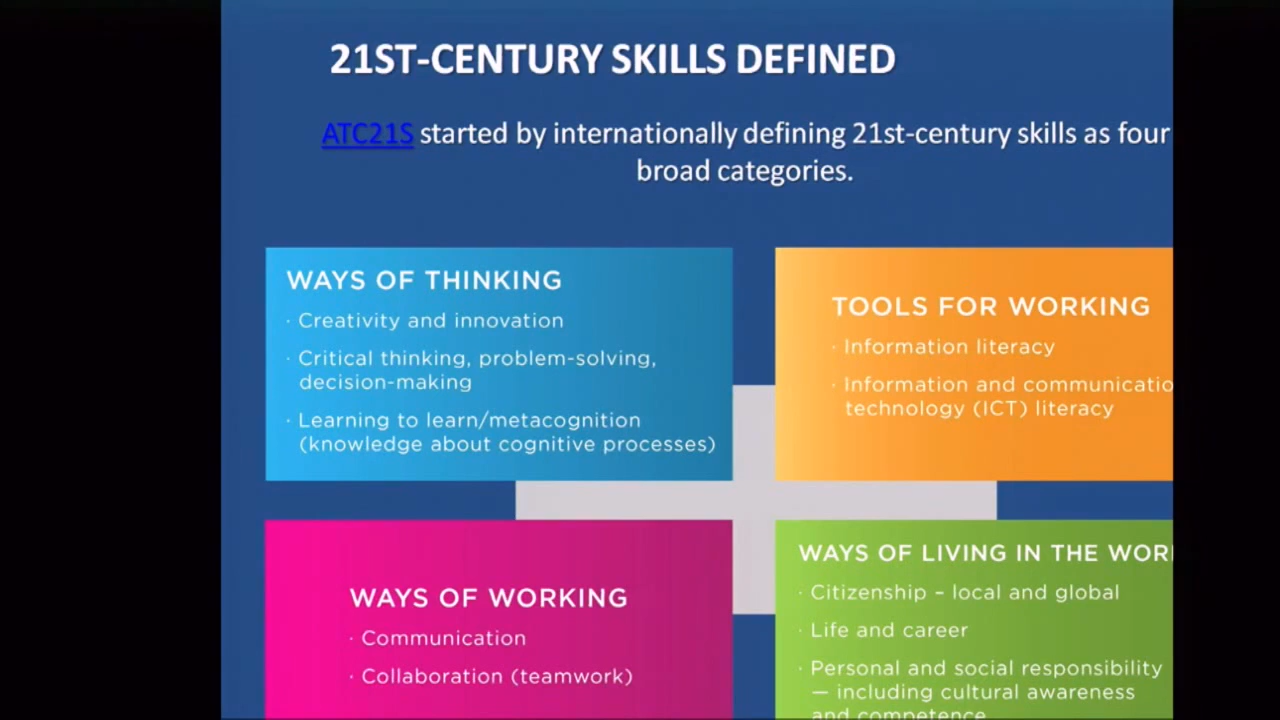 21ST-CENTURY SKILLS DEFINED
ATC21S started by internationally defining 21st-century skills as four
broad categories.
WAYS OF THINKING
· Creativity and innovation
· Critical thinking, problem-solving,
decision-making
· Learning to learn/metacognition
(knowledge about cognitive processes)
TOOLS FOR WORKING
· Information literacy
· Information and communicatio
technology (ICT) literacy
WAYS OF WORKING
· Communication
· Collaboration (teamwork)
WAYS OF LIVING IN THE WOR
· Citizenship – local and global
· Life and career
· Personal and social responsibility
— including cultural awareness
and competence